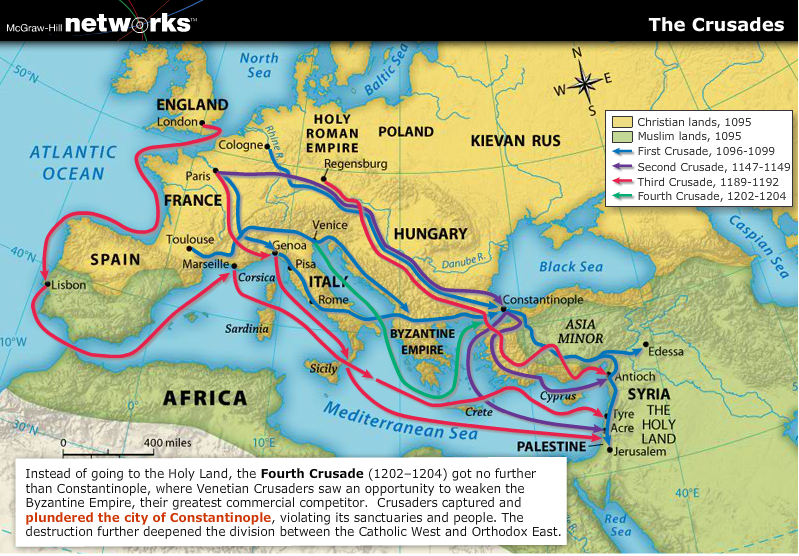 McGraw-Hill networks™
The Crusades
North
Sea
Baltic Sea
50°N
ENGLAND
London
HOLY
ROMAN
EMPIRE
POLAND
KIEVAN RUS
N
W
E
S
Christian lands, 1095
Muslim lands, 1095
First Crusade, 1096-1099
Second Crusade, 1147-1149
Third Crusade, 1189-1192
Fourth Crusade, 1202-1204
ATLANTIC
OCEAN
Cologne
Rhine R.
Regensburg
Paris
FRANCE
Venice
HUNGARY
Caspian Sea
40°N
Toulouse
Genoa
SPAIN
Marseille
Corsica
Pisa
ITALY
Danube R.
Black Sea
Lisbon
Rome
Constantinople
Sardinia
BYZANTINE
EMPIRE
ASIA
MINOR
Edessa
10°W
Sicily
Antioch
AFRICA
Cyprus
SYRIA
Crete
Tyre
Acre
THE
HOLY
LAND
0°
Mediterranean Sea
PALESTINE
Jerusalem
30°N
0
400 miles
10°E
40°E
Red
Sea
Instead of going to the Holy Land, the Fourth Crusade (1202–1204) got no further
than Constantinople, where Venetian Crusaders saw an opportunity to weaken the
Byzantine Empire, their greatest commercial competitor. Crusaders captured and
plundered the city of Constantinople, violating its sanctuaries and people. The
destruction further deepened the division between the Catholic West and Orthodox East.